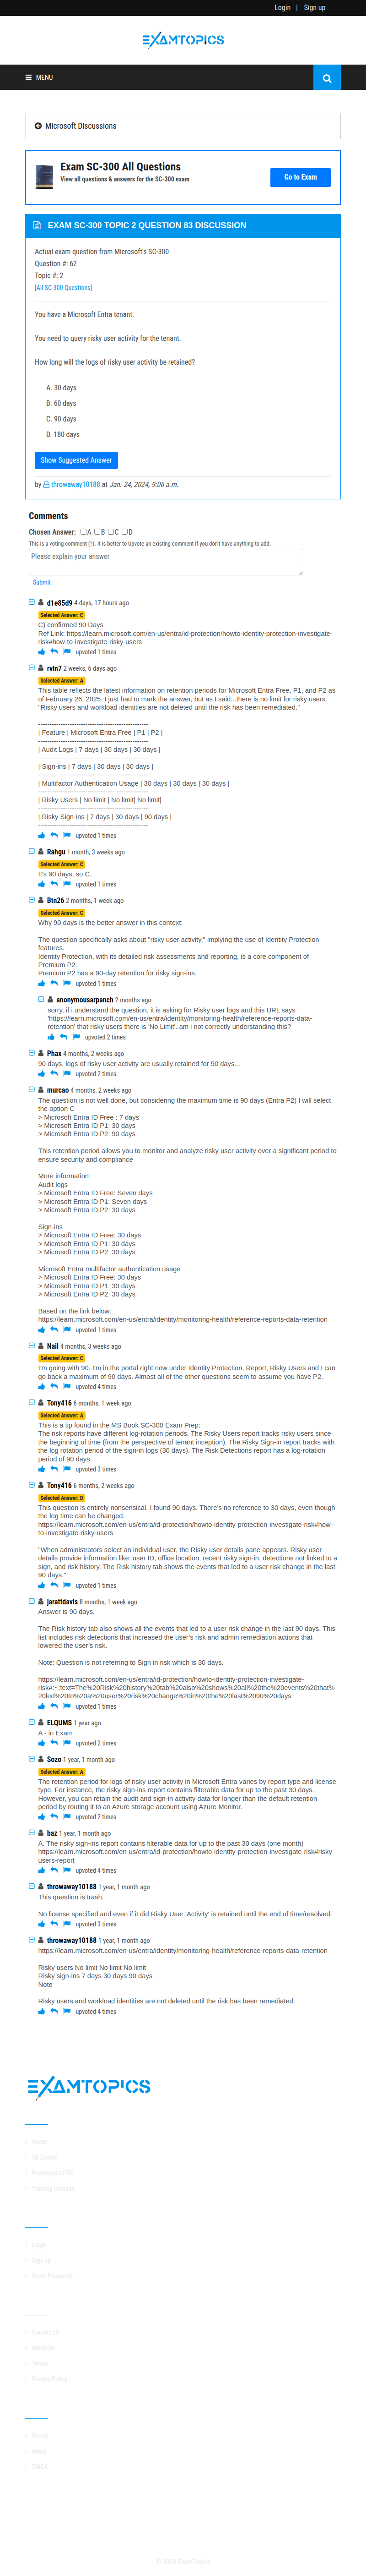 Login | Sign up
EXAMTOPICS
MENU
Microsoft Discussions
Exam SC-300 All Questions
View all questions & answers for the SC-300 exam
Go to Exam
EXAM SC-300 TOPIC 2 QUESTION 83 DISCUSSION
Actual exam question from Microsoft's SC-300
Question #: 62
Topic #: 2
[All SC-300 Questions]
You have a Microsoft Entra tenant.
You need to query risky user activity for the tenant.
How long will the logs of risky user activity be retained?
A. 30 days
B. 60 days
C. 90 days
D. 180 days
Show Suggested Answer
by throwaway10188 at Jan. 24, 2024, 9:06 a.m.
Comments
Chosen Answer: A B C D
This is a voting comment (?). It is better to Upvote an existing comment if you don't have anything to add.
Please explain your answer
Submit
d1e85d9 4 days, 17 hours ago
Selected Answer: C
C) confirmed 90 Days
Ref Link: https://learn.microsoft.com/en-us/entra/id-protection/howto-identity-protection-investigate-
risk#how-to-investigate-risky-users
upvoted 1 times
rvln7 2 weeks, 6 days ago
Selected Answer: A
This table reflects the latest information on retention periods for Microsoft Entra Free, P1, and P2 as
of February 26, 2025. I just had to mark the answer, but as I said...there is no limit for risky users.
"Risky users and workload identities are not deleted until the risk has been remediated."
------------------------------------------------
| Feature | Microsoft Entra Free | P1 | P2 |
------------------------------------------------
| Audit Logs | 7 days | 30 days | 30 days |
------------------------------------------------
| Sign-ins | 7 days | 30 days | 30 days |
------------------------------------------------
| Multifactor Authentication Usage | 30 days | 30 days | 30 days |
------------------------------------------------
| Risky Users | No limit | No limit| No limit|
------------------------------------------------
| Risky Sign-ins | 7 days | 30 days | 90 days |
------------------------------------------------
upvoted 1 times
Rahgu 1 month, 3 weeks ago
Selected Answer: C
It's 90 days, so C.
upvoted 1 times
Btn26 2 months, 1 week ago
Selected Answer: C
Why 90 days is the better answer in this context:
The question specifically asks about "risky user activity," implying the use of Identity Protection
features.
Identity Protection, with its detailed risk assessments and reporting, is a core component of
Premium P2.
Premium P2 has a 90-day retention for risky sign-ins.
upvoted 1 times
anonymousarpanch 2 months ago
sorry, if i understand the question, it is asking for Risky user logs and this URL says
'https://learn.microsoft.com/en-us/entra/identity/monitoring-health/reference-reports-data-
retention' that risky users there is 'No Limit'. am i not correctly understanding this?
upvoted 2 times
Phax 4 months, 2 weeks ago
90 days, logs of risky user activity are usually retained for 90 days...
upvoted 2 times
murcao 4 months, 2 weeks ago
The question is not well done, but considering the maximum time is 90 days (Entra P2) I will select
the option C
> Microsoft Entra ID Free : 7 days
> Microsoft Entra ID P1: 30 days
> Microsoft Entra ID P2: 90 days
This retention period allows you to monitor and analyze risky user activity over a significant period to
ensure security and compliance
More information:
Audit logs
> Microsoft Entra ID Free: Seven days
> Microsoft Entra ID P1: Seven days
> Microsoft Entra ID P2: 30 days
Sign-ins
> Microsoft Entra ID Free: 30 days
> Microsoft Entra ID P1: 30 days
> Microsoft Entra ID P2: 30 days
Microsoft Entra multifactor authentication usage
> Microsoft Entra ID Free: 30 days
> Microsoft Entra ID P1: 30 days
> Microsoft Entra ID P2: 30 days
Based on the link below:
https://learn.microsoft.com/en-us/entra/identity/monitoring-health/reference-reports-data-retention
upvoted 1 times
Nail 4 months, 3 weeks ago
Selected Answer: C
I'm going with 90. I'm in the portal right now under Identity Protection, Report, Risky Users and I can
go back a maximum of 90 days. Almost all of the other questions seem to assume you have P2.
upvoted 4 times
Tony416 6 months, 1 week ago
Selected Answer: A
This is a tip found in the MS Book SC-300 Exam Prep:
The risk reports have different log-rotation periods. The Risky Users report tracks risky users since
the beginning of time (from the perspective of tenant inception). The Risky Sign-in report tracks with
the log rotation period of the sign-in logs (30 days). The Risk Detections report has a log-rotation
period of 90 days.
upvoted 3 times
Tony416 6 months, 2 weeks ago
Selected Answer: D
This question is entirely nonsensical. I found 90 days. There's no reference to 30 days, even though
the log time can be changed.
https://learn.microsoft.com/en-us/entra/id-protection/howto-identity-protection-investigate-risk#how-
to-investigate-risky-users
"When administrators select an individual user, the Risky user details pane appears. Risky user
details provide information like: user ID, office location, recent risky sign-in, detections not linked to a
sign, and risk history. The Risk history tab shows the events that led to a user risk change in the last
90 days."
upvoted 1 times
jarattdavis 8 months, 1 week ago
Answer is 90 days.
The Risk history tab also shows all the events that led to a user risk change in the last 90 days. This
list includes risk detections that increased the user's risk and admin remediation actions that
lowered the user's risk.
Note: Question is not referring to Sign in risk which is 30 days.
https://learn.microsoft.com/en-us/entra/id-protection/howto-identity-protection-investigate-
risk#:~:text=The%20Risk%20history%20tab%20also%20shows%20all%20the%20events%20that%
20led%20to%20a%20user%20risk%20change%20in%20the%20last%2090%20days
upvoted 1 times
ELQUMS 1 year ago
A - in Exam
upvoted 2 times
Sozo 1 year, 1 month ago
Selected Answer: A
The retention period for logs of risky user activity in Microsoft Entra varies by report type and license
type. For instance, the risky sign-ins report contains filterable data for up to the past 30 days.
However, you can retain the audit and sign-in activity data for longer than the default retention
period by routing it to an Azure storage account using Azure Monitor.
upvoted 2 times
baz 1 year, 1 month ago
A. The risky sign-ins report contains filterable data for up to the past 30 days (one month)
https://learn.microsoft.com/en-us/entra/id-protection/howto-identity-protection-investigate-risk#risky-
users-report
upvoted 4 times
throwaway10188 1 year, 1 month ago
This question is trash.
No license specified and even if it did Risky User 'Activity' is retained until the end of time/resolved.
upvoted 3 times
throwaway10188 1 year, 1 month ago
https://learn.microsoft.com/en-us/entra/identity/monitoring-health/reference-reports-data-retention
Risky users No limit No limit No limit
Risky sign-ins 7 days 30 days 90 days
Note
Risky users and workload identities are not deleted until the risk has been remediated.
upvoted 4 times
EXAMTOPICS
Home
All Exams
Examtopics PRO
Training Courses
Login
Sign up
Reset Password
Contact Us
About Us
Terms
Privacy Policy
Forum
News
DMCA
© 2024 ExamTopics